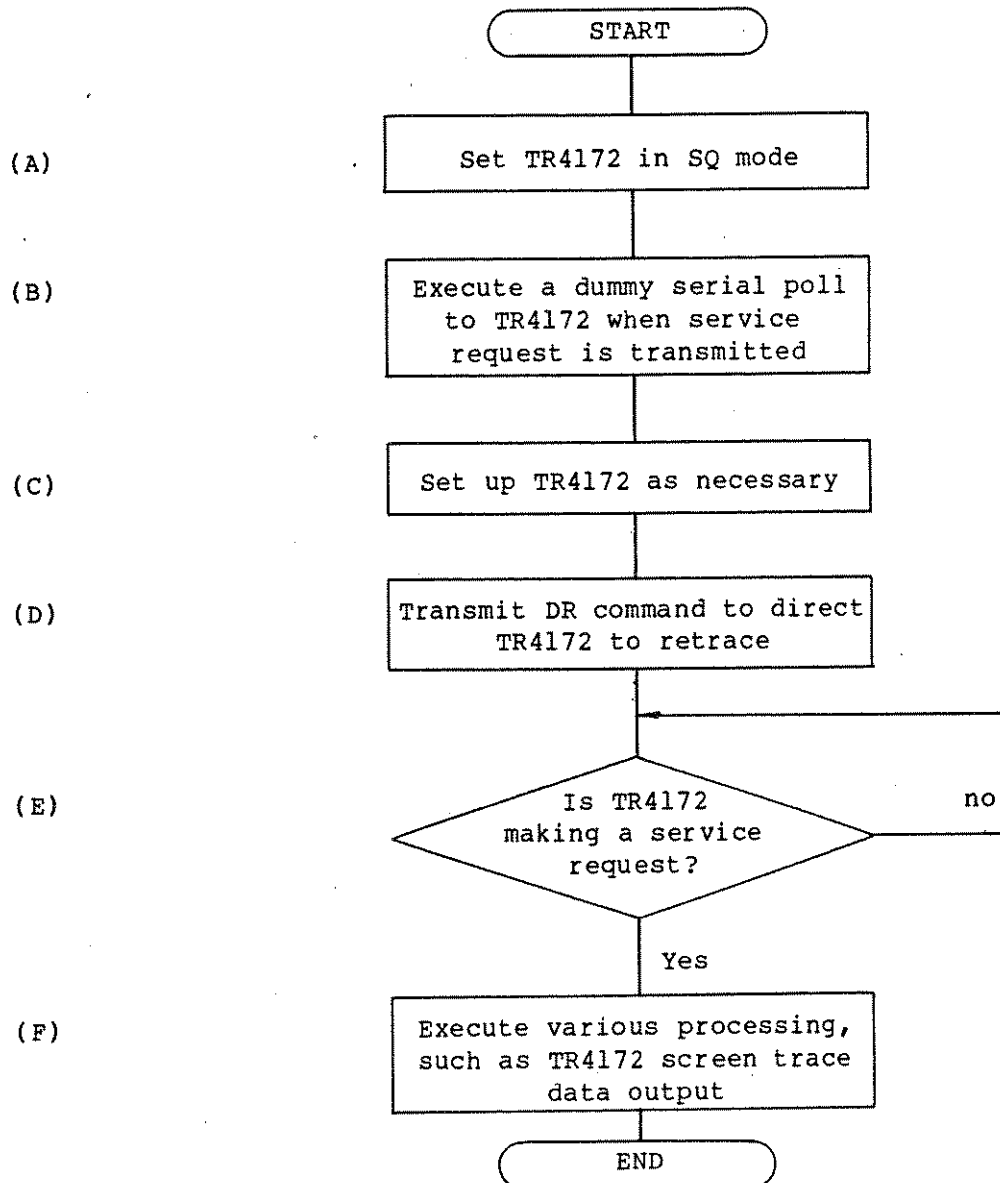 START
(A)
Set TR4172 in SQ mode
(B)
Execute a dummy serial poll
to TR4172 when service
request is transmitted
(C)
Set up TR4172 as necessary
(D)
Transmit DR command to direct
TR4172 to retrace
(E)
Is TR4172
making a service
request?
no
Yes
(F)
Execute various processing,
such as TR4172 screen trace
data output
END